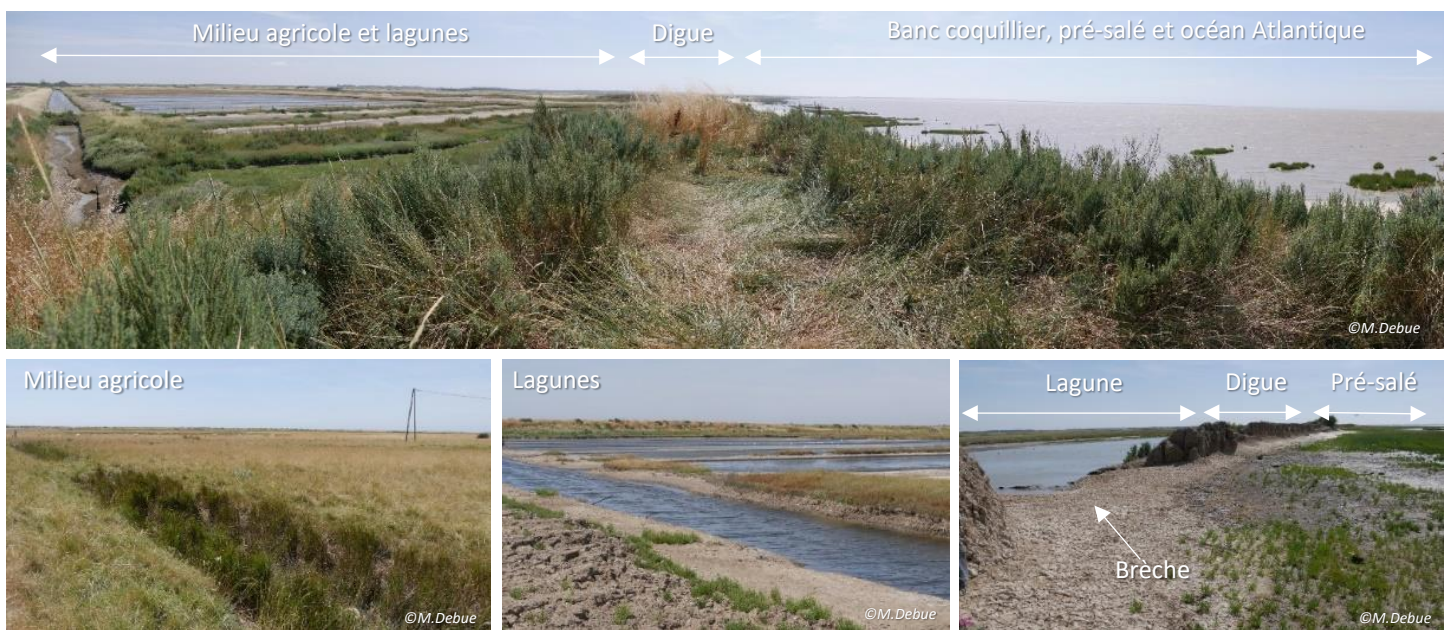 Milieu agricole et lagunes
Digue
Banc coquillier, pré-salé et océan Atlantique
©M.Debue
Milieu agricole
©M.Debue
Lagunes
©M.Debue
Lagune
Digue
Pré-salé
Brèche
©M.Debue